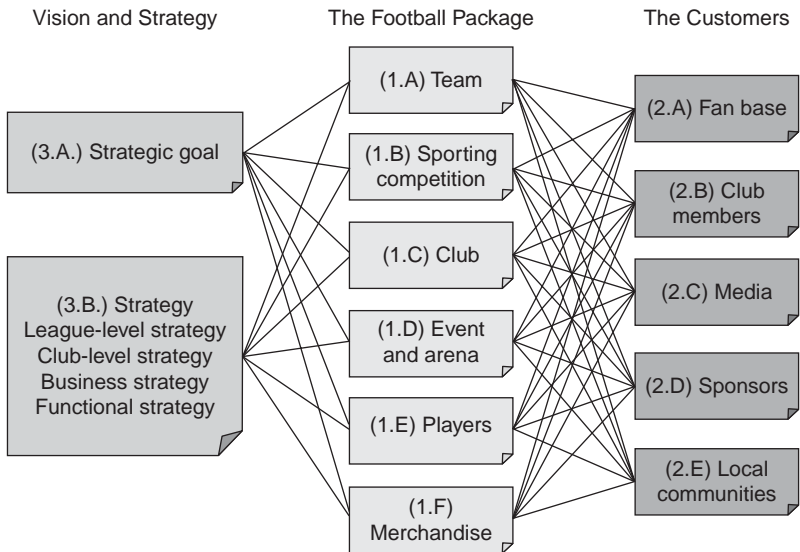 Vision and Strategy
The Football Package
The Customers
(3.A.) Strategic goal
(3.B.) Strategy
League-level strategy
Club-level strategy
Business strategy
Functional strategy
(1.A) Team
(1.B) Sporting
competition
(1.C) Club
(1.D) Event
and arena
(1.E) Players
(1.F)
Merchandise
(2.A) Fan base
(2.B) Club
members
(2.C) Media
(2.D) Sponsors
(2.E) Local
communities